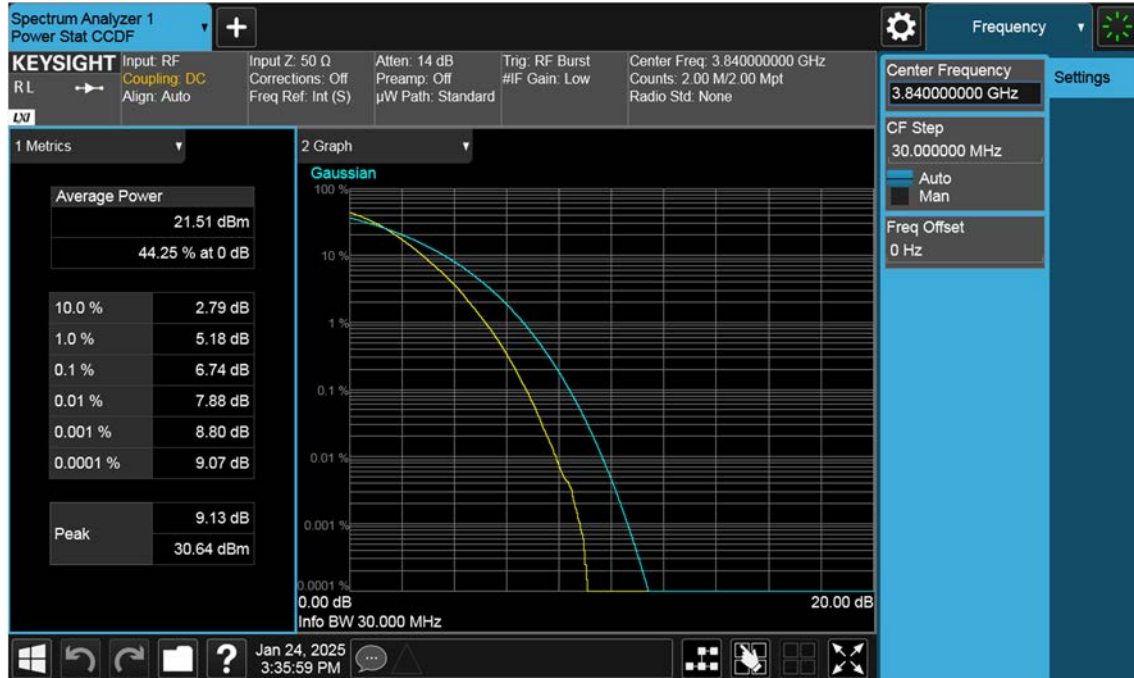 Spectrum Analyzer 1
Power Stat CCDF
Frequency
KEYSIGHT
R L
LXI
Input: RF
Coupling: DC
Align: Auto
Input Z: 50 Ω
Corrections: Off
Freq Ref: Int (S)
Atten: 14 dB
Preamp: Off
µW Path: Standard
Trig: RF Burst
#IF Gain: Low
Center Freq: 3.840000000 GHz
Counts: 2.00 M/2.00 Mpt
Radio Std: None
Center Frequency
3.840000000 GHz
Settings
CF Step
30.000000 MHz
Auto
Man
Freq Offset
0 Hz
1 Metrics
Average Power
21.51 dBm
44.25 % at 0 dB
10.0 % 2.79 dB
1.0 % 5.18 dB
0.1 % 6.74 dB
0.01 % 7.88 dB
0.001 % 8.80 dB
0.0001 % 9.07 dB
Peak
9.13 dB
30.64 dBm
2 Graph
Gaussian
100 %
10 %
1 %
0.1 %
0.01 %
0.001 %
0.0001 %
0.00 dB 20.00 dB
Info BW 30.000 MHz
?
Jan 24, 2025
3:35:59 PM